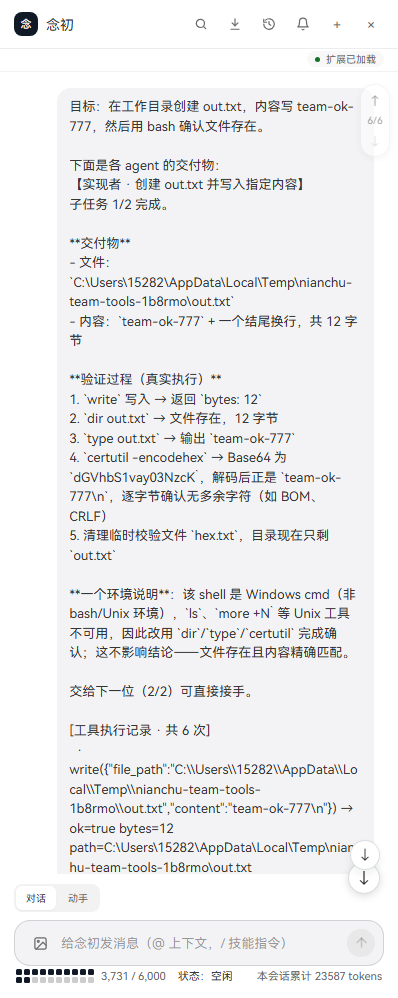 念 念初
扩展已加载
目标：在工作目录创建 out.txt，内容写 team-ok-
777，然后用 bash 确认文件存在。
6/6
下面是各 agent 的交付物：
【实现者 · 创建 out.txt 并写入指定内容】
子任务 1/2 完成。
**交付物**
- 文件：
`C:\Users\15282\AppData\Local\Temp\nianchu-
team-tools-1b8rmo\out.txt`
- 内容：`team-ok-777` + 一个结尾换行，共 12 字
节
**验证过程（真实执行）**
1. `write` 写入 → 返回 `bytes: 12`
2. `dir out.txt` → 文件存在，12 字节
3. `type out.txt` → 输出 `team-ok-777`
4. `certutil -encodehex` → Base64 为
`dGVhbS1vay03NzcK`，解码后正是 `team-ok-
777\n`，逐字节确认无多余字符（如 BOM、
CRLF）
5. 清理临时校验文件 `hex.txt`，目录现在只剩
`out.txt`
**一个环境说明**：该 shell 是 Windows cmd（非
bash/Unix 环境），`ls`、`more +N` 等 Unix 工具
不可用，因此改用 `dir`/`type`/`certutil` 完成确
认；这不影响结论——文件存在且内容精确匹配。
交给下一位（2/2）可直接接手。
[工具执行记录 · 共 6 次]
·
write({"file_path":"C:\\Users\\15282\\AppData\\Lo
cal\\Temp\\nianchu-team-tools-
1b8rmo\\out.txt","content":"team-ok-777\n"}) →
ok=true bytes=12
path=C:\Users\15282\AppData\Local\Temp\nian
hu-team-tools-1b8rmo\out.txt
对话 动手
给念初发消息（@ 上下文，/ 技能指令）
3,731 / 6,000 状态：空闲 本会话累计 23587 tokens